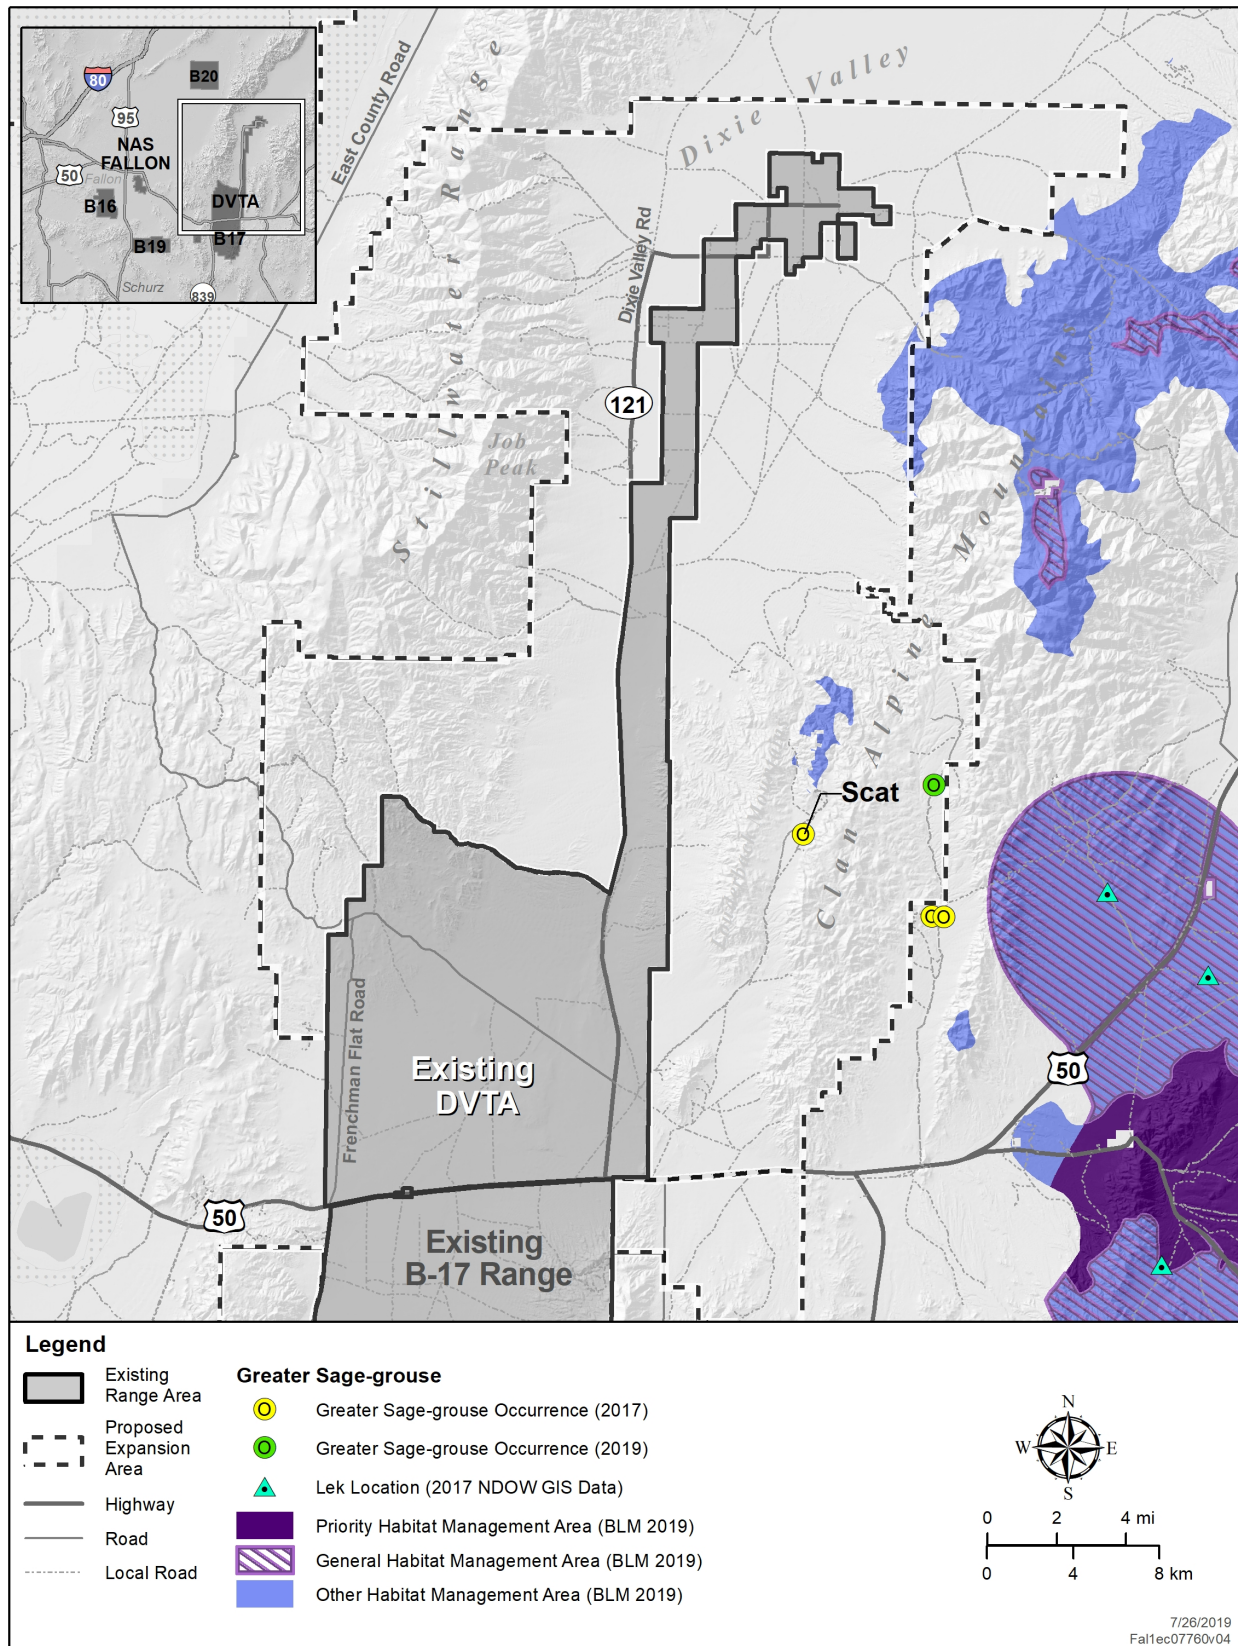 80
B20
95
NAS
FALLON
50
Fallon
B16
DVTA
B19
B17
Schurz
839
East County Road
Stillwater Range
Dixie Valley
Dixie Valley Rd
121
Job
Peak
Clan Alpine Mountains
Scat
Frenchman Flat Road
Existing
DVTA
50
50
Existing
B-17 Range
Legend
Existing
Range Area
Proposed
Expansion
Area
Highway
Road
Local Road
Greater Sage-grouse
O Greater Sage-grouse Occurrence (2017)
O Greater Sage-grouse Occurrence (2019)
Lek Location (2017 NDOW GIS Data)
Priority Habitat Management Area (BLM 2019)
General Habitat Management Area (BLM 2019)
Other Habitat Management Area (BLM 2019)
N
W E
S
0 2 4 mi
0 4 8 km
7/26/2019
Fal1ec07760v04